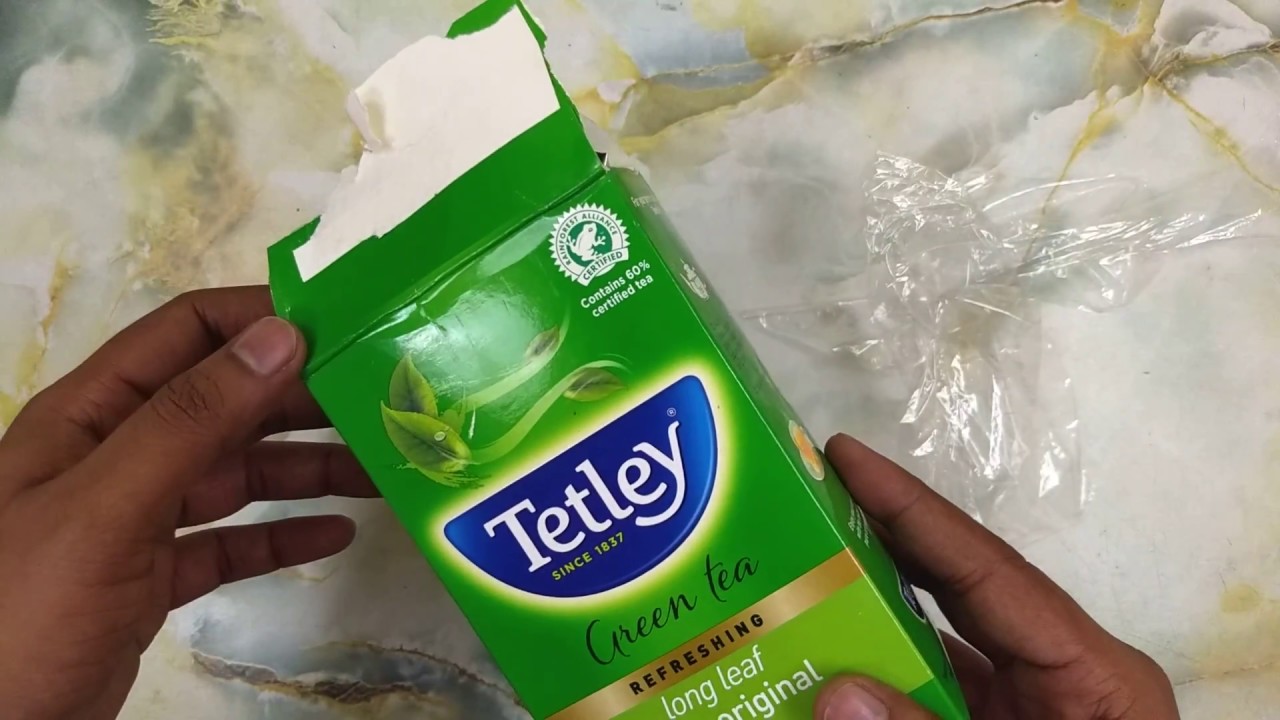 RAINFOREST ALLIANCE
CERTIFIED
Contains 60%
certified tea
Tetley®
SINCE 1837
Green tea
REFRESHING
long leaf
original